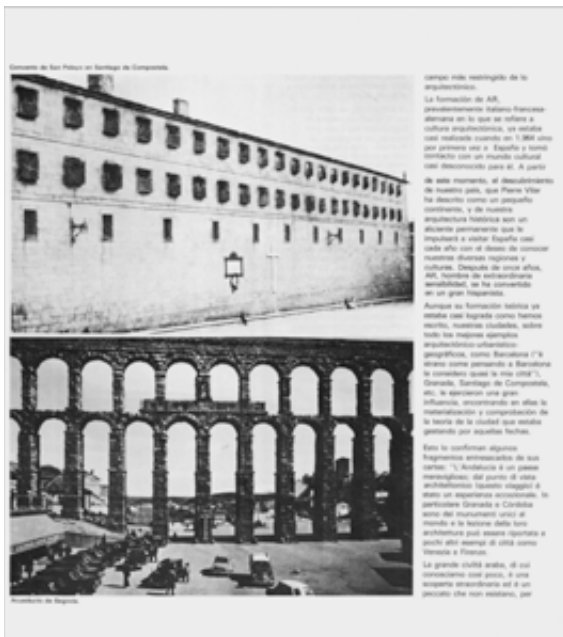 Convento de San Pelayo en Santiago de Compostela.
campo más restringido de lo
arquitectónico.
La formación de AR,
prevalentemente italiano-francesa-
alemana en lo que se refiere a
cultura arquitectónica, ya estaba
casi realizada cuando en 1.964 vino
por primera vez a España y tomó
contacto con un mundo cultural
casi desconocido para él. A partir
de este momento, el descubrimiento
de nuestro país, que Pierre Vilar
ha descrito como un pequeño
continente, y de nuestra
arquitectura histórica son un
aliciente permanente que le
impulsará a visitar España casi
cada año con el deseo de conocer
nuestras diversas regiones y
culturas. Después de once años,
AR, hombre de extraordinaria
sensibilidad, se ha convertido
en un gran hispanista.
Aunque su formación teórica ya
estaba casi lograda como hemos
escrito, nuestras ciudades, sobre
todo los mejores ejemplos
arquitectónico-urbanístico-
geográficos, como Barcelona ("è
strano come pensando a Barcelona
la considero quasi la mia città"),
Granada, Santiago de Compostela,
etc. le ejercieron una gran
influencia, encontrando en ellas la
materialización y comprobación de
la teoría de la ciudad que estaba
gestando por aquellas fechas.
Esto lo confirman algunos
fragmentos entresacados de sus
cartas: "L'Andalucia è un paese
maraviglioso; dal punto di vista
architettonico (questo viaggio) è
stato un esperienza eccezionale. In
particolare Granada e Córdoba
sono dei monumenti unici al
mondo e la lezione della loro
architettura può essere riportata a
pochi altri esempi di città como
Venezia e Firenze.
La grande civiltà araba, di cui
conosciamo così poco, è una
scoperta straordinaria ed è un
peccato che non esistano, per
Acueducto de Segovia.